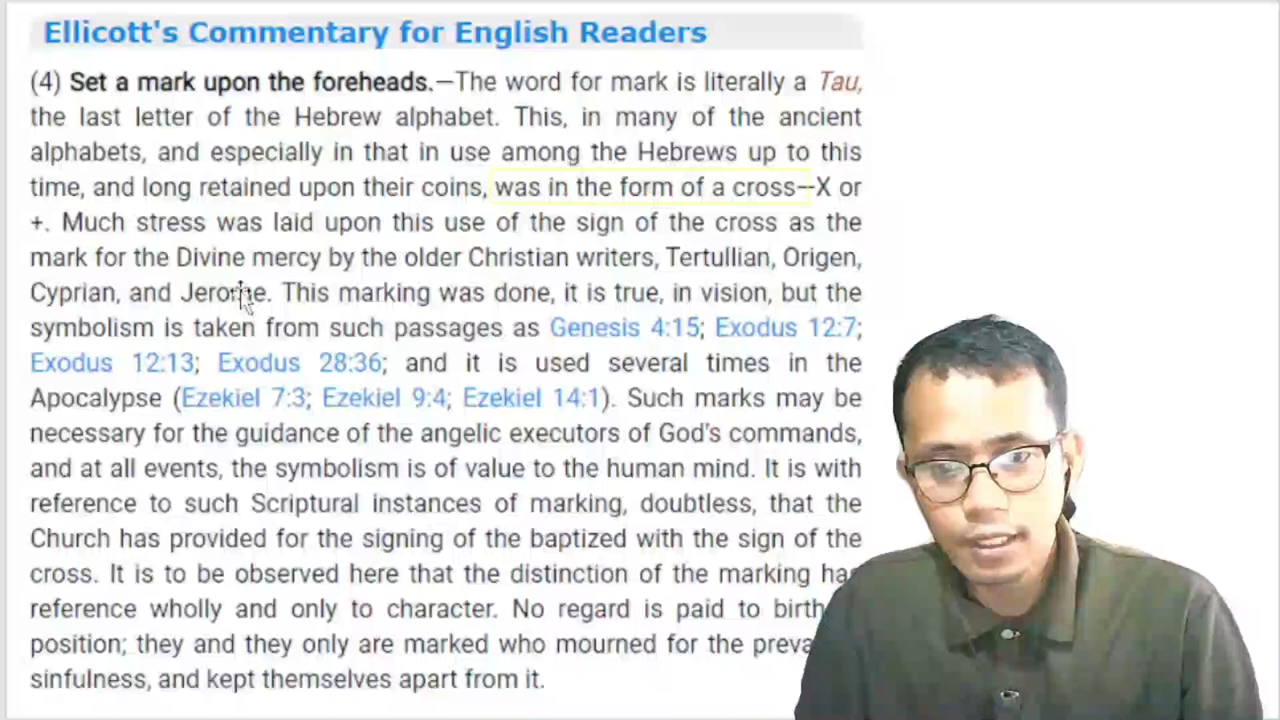 Ellicott's Commentary for English Readers
(4) Set a mark upon the foreheads.—The word for mark is literally a Tau,
the last letter of the Hebrew alphabet. This, in many of the ancient
alphabets, and especially in that in use among the Hebrews up to this
time, and long retained upon their coins, was in the form of a cross—X or
+. Much stress was laid upon this use of the sign of the cross as the
mark for the Divine mercy by the older Christian writers, Tertullian, Origen,
Cyprian, and Jerome. This marking was done, it is true, in vision, but the
symbolism is taken from such passages as Genesis 4:15; Exodus 12:7;
Exodus 12:13; Exodus 28:36; and it is used several times in the
Apocalypse (Ezekiel 7:3; Ezekiel 9:4; Ezekiel 14:1). Such marks may be
necessary for the guidance of the angelic executors of God's commands,
and at all events, the symbolism is of value to the human mind. It is with
reference to such Scriptural instances of marking, doubtless, that the
Church has provided for the signing of the baptized with the sign of the
cross. It is to be observed here that the distinction of the marking has
reference wholly and only to character. No regard is paid to birth
position; they and they only are marked who mourned for the
sinfulness, and kept themselves apart from it.